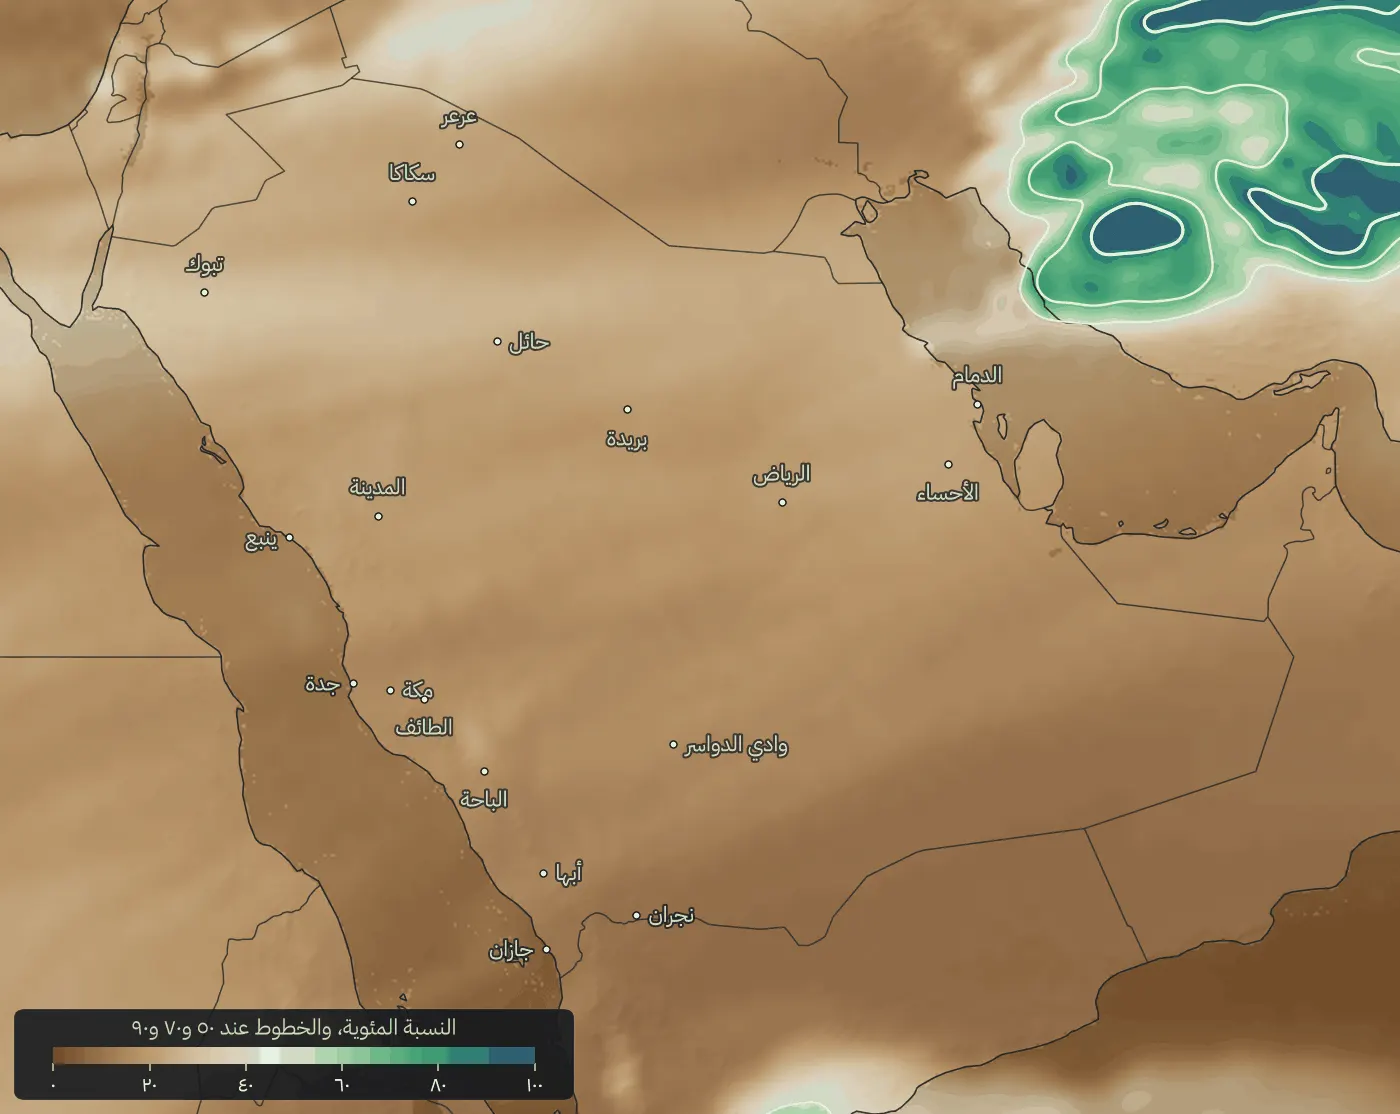 عرعر
سكاكا
تبوك
حائل
الدمام
بريدة
الرياض
المدينة
الأحساء
ينبع
جدة
مكة
الطائف
وادي الدواسر
الباحة
أبها
نجران
جازان
النسبة المئوية، والخطوط عند ٥٠ و٧٠ و٩٠
٠ ٢٠ ٤٠ ٦٠ ٨٠ ١٠٠